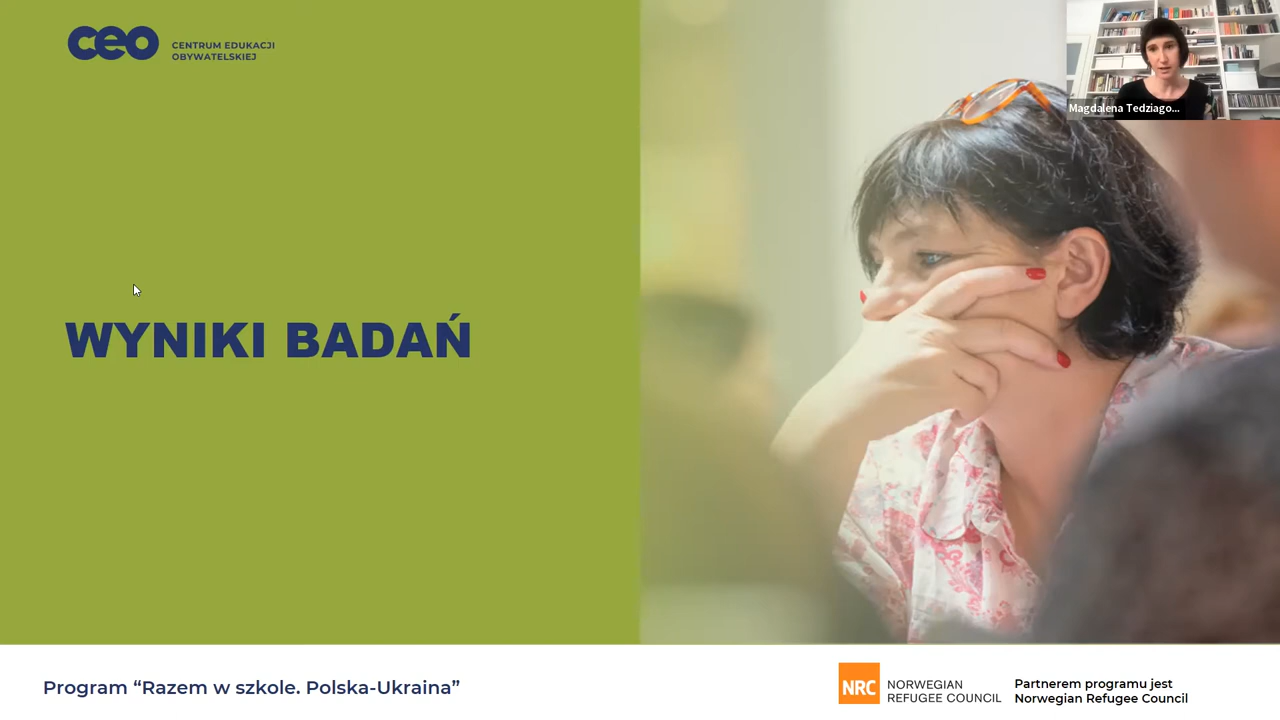 ceo CENTRUM EDUKACJI
OBYWATELSKIEJ
Magdalena Tedziago...
WYNIKI BADAŃ
Program “Razem w szkole. Polska-Ukraina”
NRC NORWEGIAN
REFUGEE COUNCIL
Partnerem programu jest
Norwegian Refugee Council